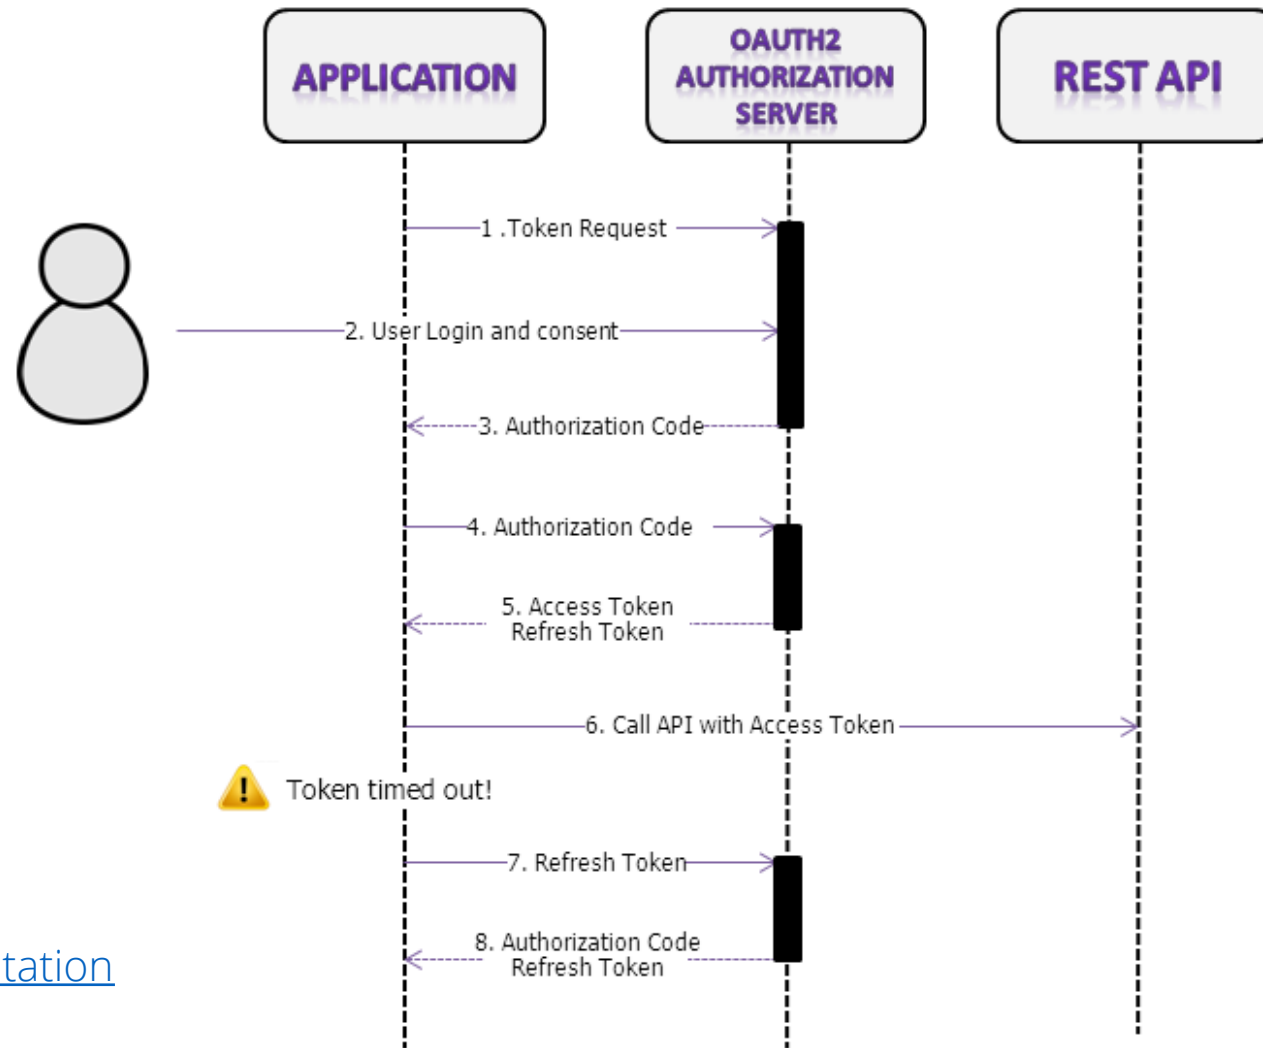 APPLICATION
OAUTH2
AUTHORIZATION
SERVER
REST API
1 .Token Request
2. User Login and consent
3. Authorization Code
4. Authorization Code
5. Access Token
Refresh Token
6. Call API with Access Token
! Token timed out!
7. Refresh Token
8. Authorization Code
Refresh Token
tation